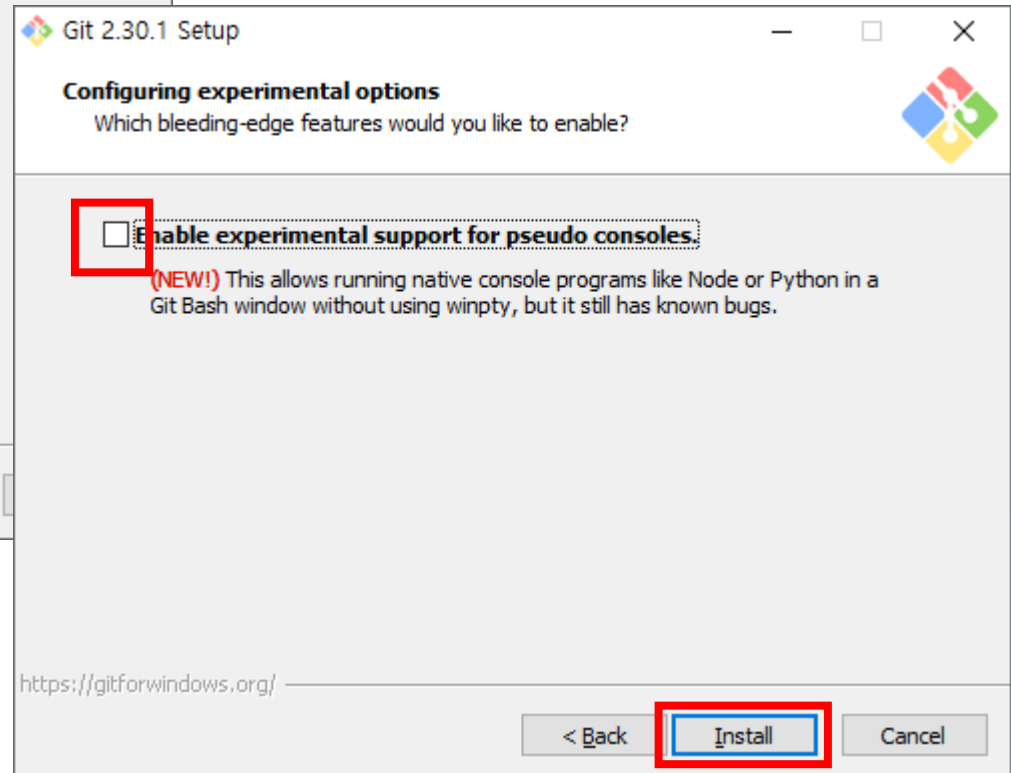 Git 2.30.1 Setup
Configuring experimental options
Which bleeding-edge features would you like to enable?
Enable experimental support for pseudo consoles.
(NEW!) This allows running native console programs like Node or Python in a
Git Bash window without using winpty, but it still has known bugs.
https://gitforwindows.org/
< Back Install Cancel